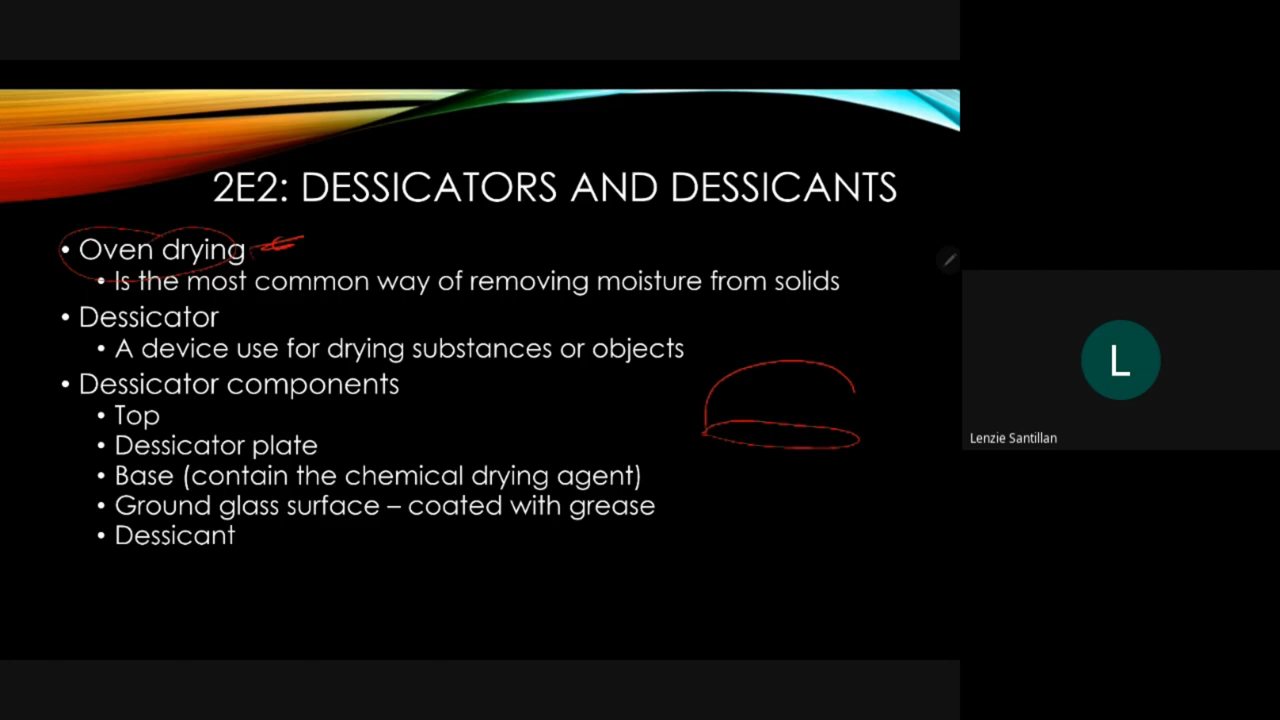 2E2: DESSICATORS AND DESSICANTS
• Oven drying
• Is the most common way of removing moisture from solids
• Dessicator
• A device use for drying substances or objects
• Dessicator components
• Top
• Dessicator plate
• Base (contain the chemical drying agent)
• Ground glass surface – coated with grease
• Dessicant
L
Lenzie Santillan